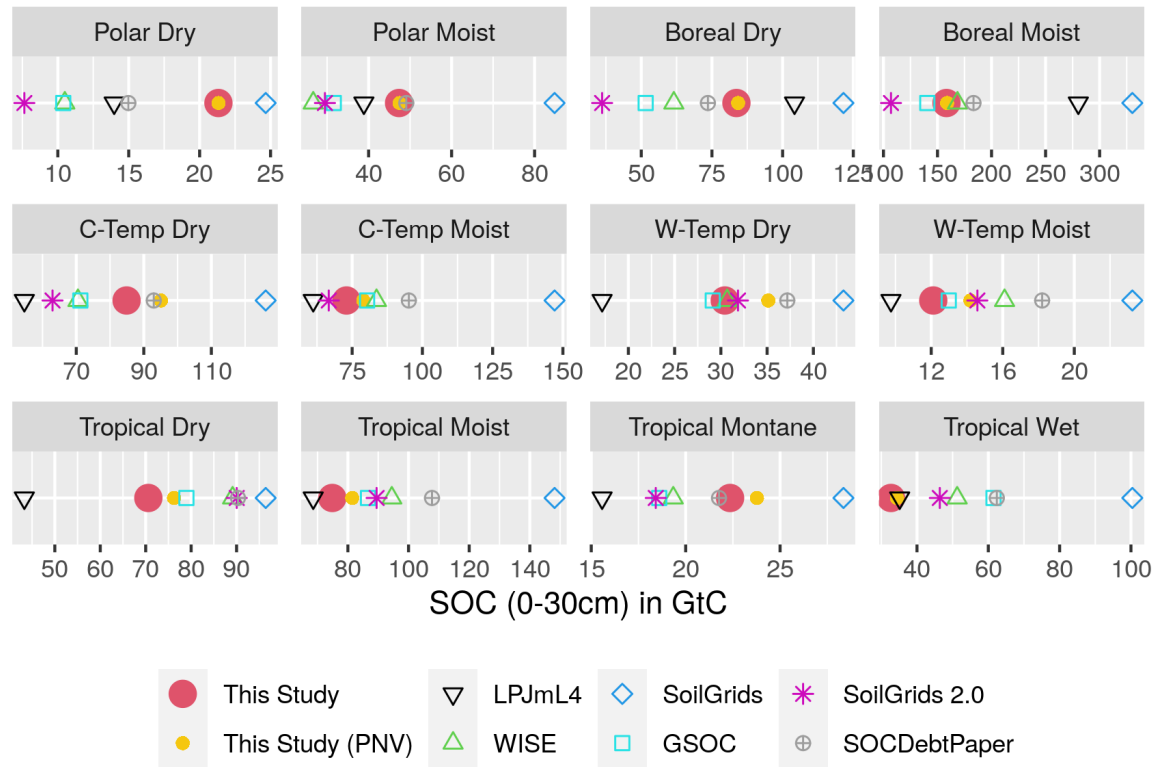 Polar Dry Polar Moist Boreal Dry Boreal Moist
10 15 20 25 40 60 80 50 75 100 125 100 150 200 250 300
C-Temp Dry C-Temp Moist W-Temp Dry W-Temp Moist
70 90 110 75 100 125 150 20 25 30 35 40 12 16 20
Tropical Dry Tropical Moist Tropical Montane Tropical Wet
50 60 70 80 90 80 100 120 140 15 20 25 40 60 80 100
SOC (0-30cm) in GtC
This Study LPJmL4 SoilGrids SoilGrids 2.0
This Study (PNV) WISE GSOC SOCDebtPaper